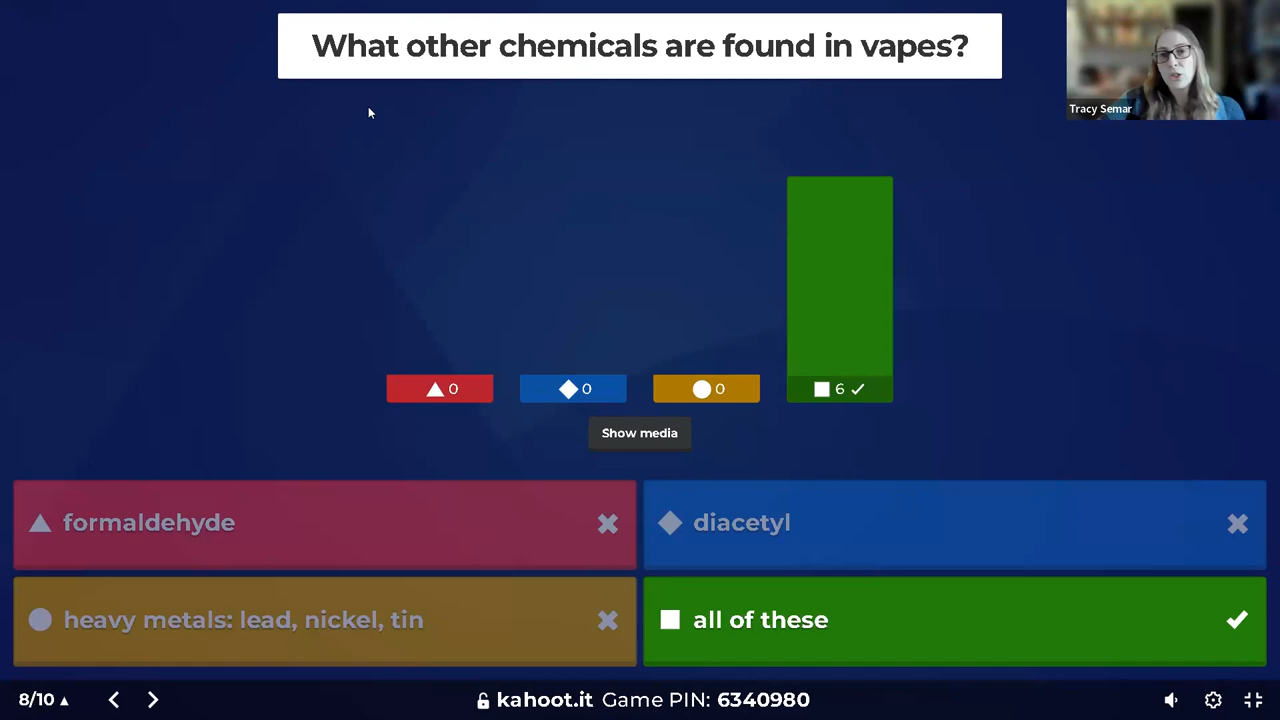 What other chemicals are found in vapes?
Tracy Semar
0
0
0
6
Show media
formaldehyde
diacetyl
heavy metals: lead, nickel, tin
all of these
8/10
kahoot.it Game PIN: 6340980